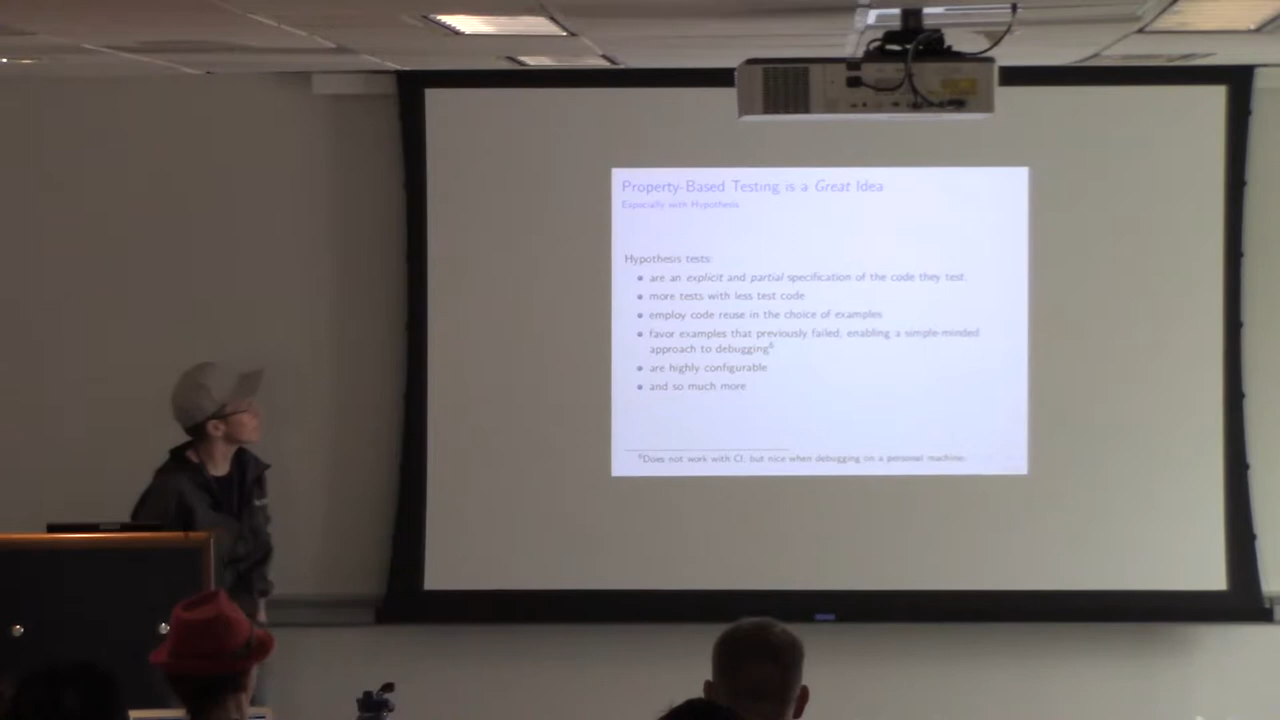 Property-Based Testing is a Great Idea
Especially with Hypothesis
Hypothesis tests:
are an explicit and partial specification of the code they test
more tests with less test code
employ code reuse in the choice of examples
favor examples that previously failed, enabling a simple-minded
approach to debugging6
are highly configurable
and so much more
6Does not work with CI, but nice when debugging on a personal machine.